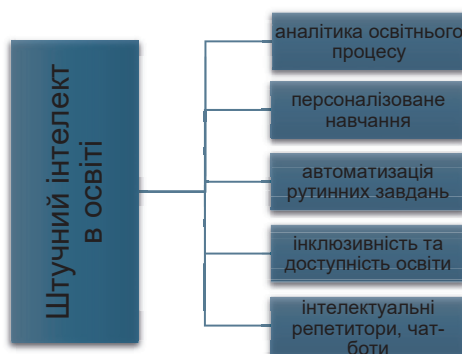 Штучний інтелект
в освіті
аналітика освітнього
процесу
персоналізоване
навчання
автоматизація
рутинних завдань
інклюзивність та
доступність освіти
інтелектуальні
репетитори, чат-
боти